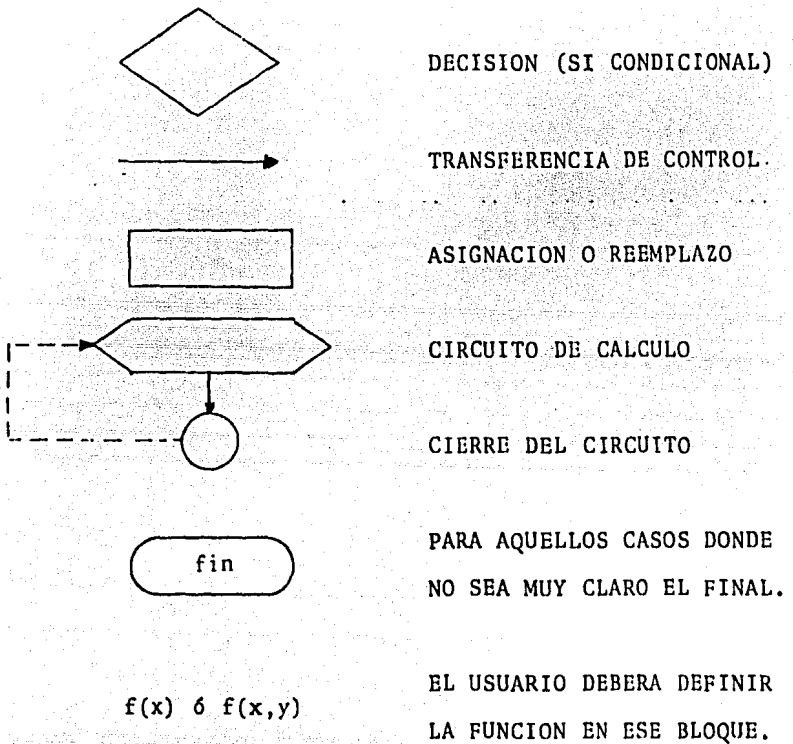 DECISION (SI CONDICIONAL)
TRANSFERENCIA DE CONTROL
ASIGNACION O REEMPLAZO
CIRCUITO DE CALCULO
CIERRE DEL CIRCUITO
fin
PARA AQUELLOS CASOS DONDE
NO SEA MUY CLARO EL FINAL.
f(x) ó f(x,y)
EL USUARIO DEBERA DEFINIR
LA FUNCION EN ESE BLOQUE.